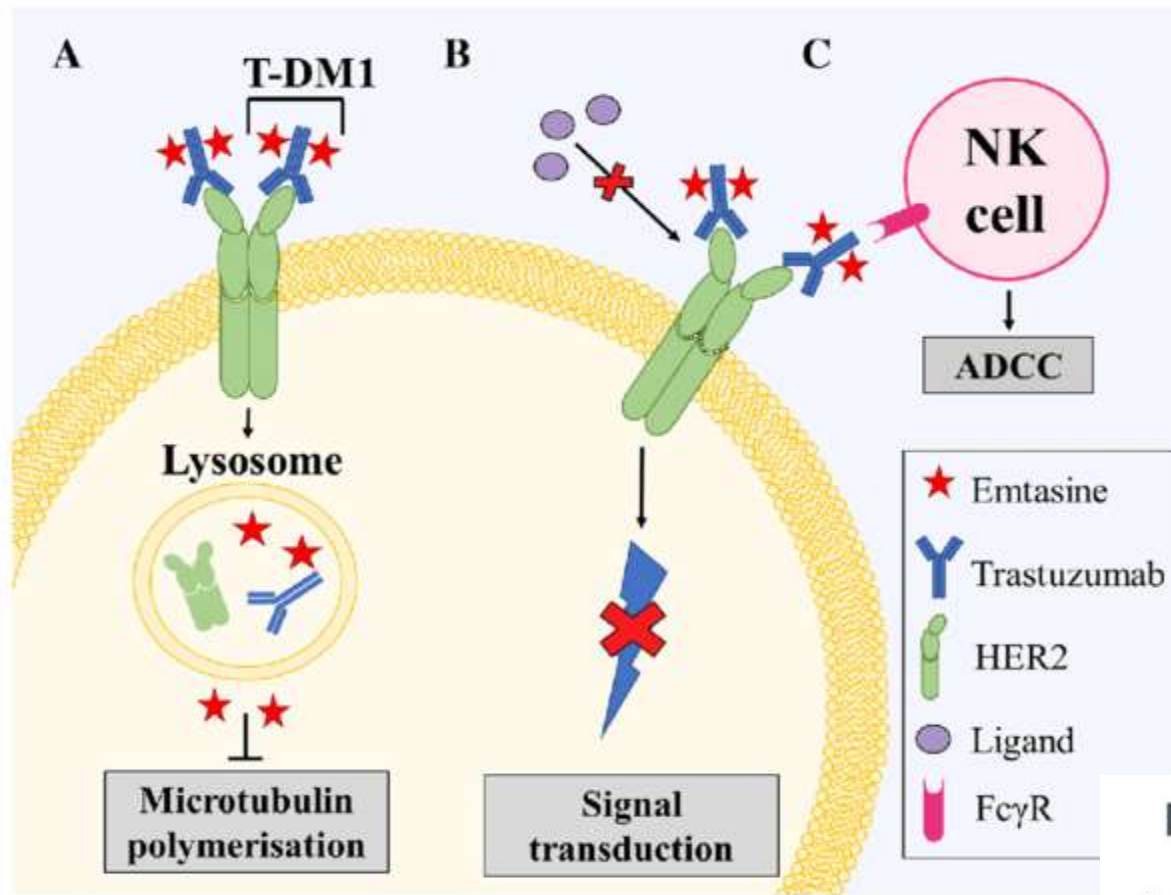 A
T-DM1
B
C
NK
cell
ADCC
Lysosome
Microtubulin
polymerisation
Signal
transduction
Emtasine
Trastuzumab
HER2
Ligand
FcγR